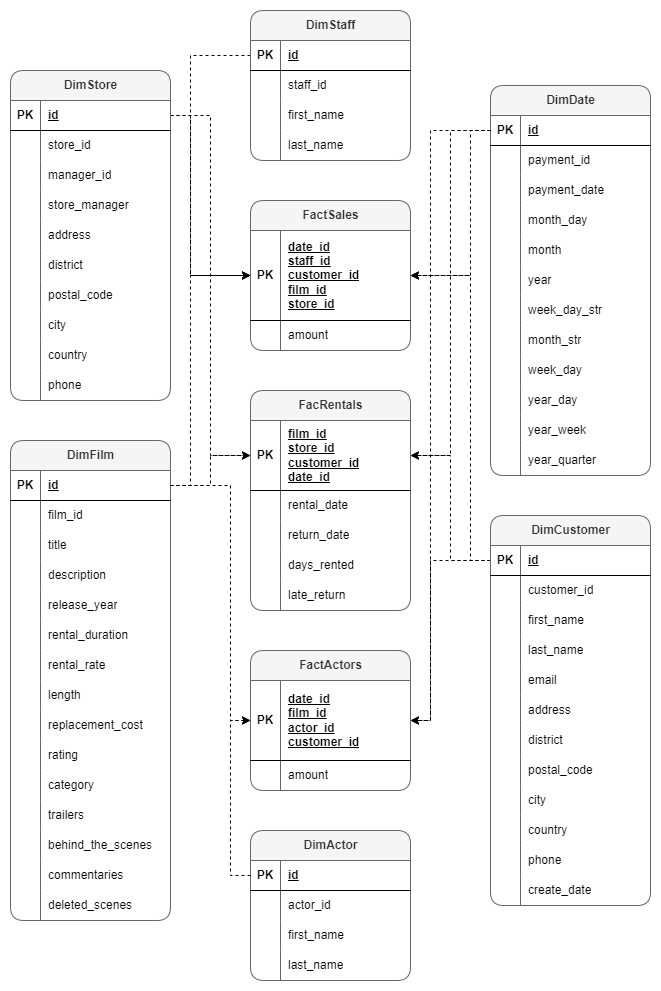 DimStaff
PK id
staff_id
first_name
last_name
DimStore
PK id
store_id
manager_id
store_manager
address
district
postal_code
city
country
phone
DimDate
PK id
payment_id
payment_date
month_day
month
year
week_day_str
month_str
week_day
year_day
year_week
year_quarter
FactSales
date_id
staff_id
PK customer_id
film_id
store_id
amount
FacRentals
film_id
store_id
PK customer_id
date_id
rental_date
return_date
days_rented
late_return
DimFilm
PK id
film_id
title
description
release_year
rental_duration
rental_rate
length
replacement_cost
rating
category
trailers
behind_the_scenes
commentaries
deleted_scenes
DimCustomer
PK id
customer_id
first_name
last_name
email
address
district
postal_code
city
country
phone
create_date
FactActors
date_id
film_id
PK actor_id
customer_id
amount
DimActor
PK id
actor_id
first_name
last_name